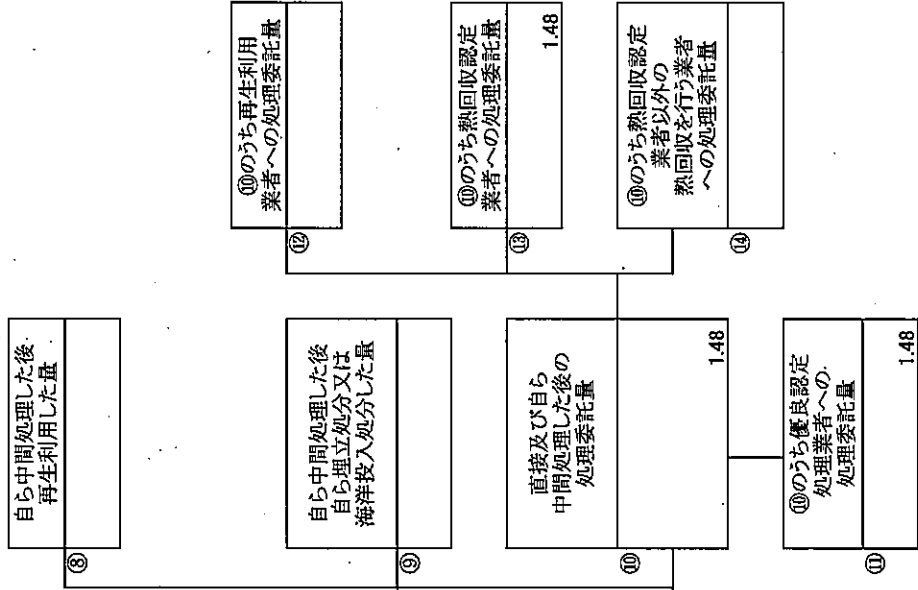 ⑧
自ら中間処理した後
再生利用した量
⑨
自ら中間処理した後
自ら埋立処分又は
海洋投入処分した量
⑩
直接及び自ら
中間処理した後の
処理委託量
1.48
⑪
⑩のうち優良認定
処理業者への
処理委託量
1.48
⑫
⑩のうち再生利用
業者への処理委託量
⑬
⑩のうち熱回収認定
業者への処理委託量
1.48
⑭
⑩のうち熱回収認定
業者以外の
熱回収を行う業者
への処理委託量